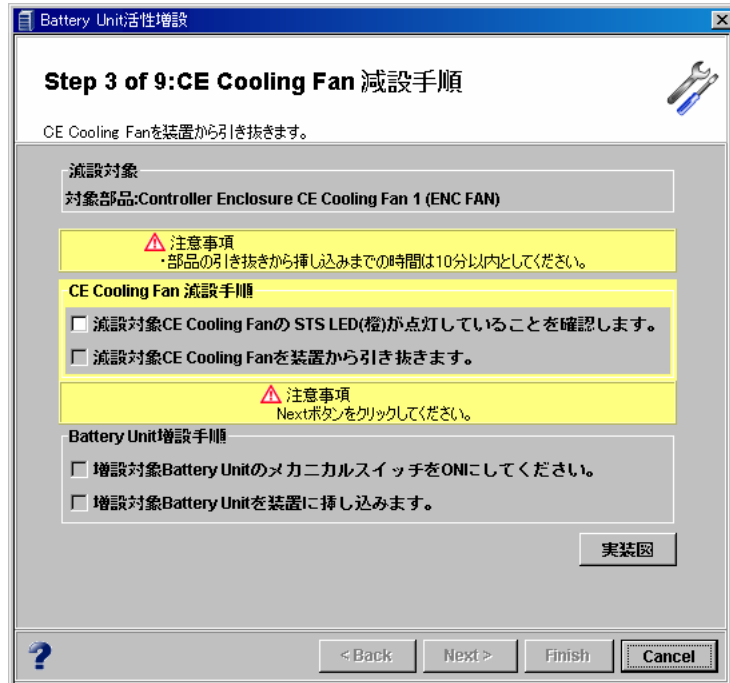 Battery Unit活性増設
Step 3 of 9:CE Cooling Fan 減設手順
CE Cooling Fanを装置から引き抜きます。
減設対象
対象部品:Controller Enclosure CE Cooling Fan 1 (ENC FAN)
注意事項
・部品の引き抜きから挿し込みまでの時間は10分以内としてください。
CE Cooling Fan 減設手順
減設対象CE Cooling Fanの STS LED(橙)が点灯していることを確認します。
減設対象CE Cooling Fanを装置から引き抜きます。
注意事項
Nextボタンをクリックしてください。
Battery Unit増設手順
増設対象Battery UnitのメカニカルスイッチをONにしてください。
増設対象Battery Unitを装置に挿し込みます。
実装図
? < Back Next > Finish Cancel